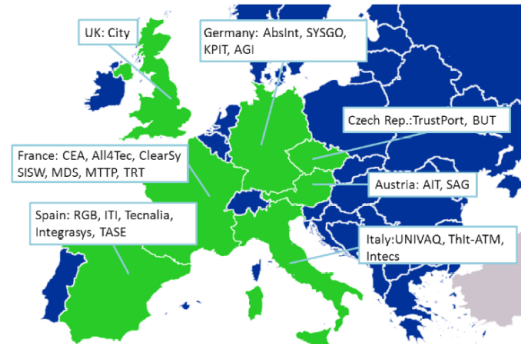 UK: City
Germany: AbsInt, SYSGO,
KPIT, AGI
Czech Rep.:TrustPort, BUT
France: CEA, All4Tec, ClearSy
SISW, MDS, MTTP, TRT
Austria: AIT, SAG
Spain: RGB, ITI, Tecnalia,
Integrasys, TASE
Italy:UNIVAQ, ThIt-ATM,
Intecs